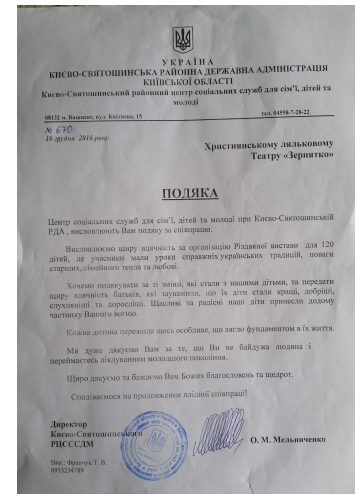 УКРАЇНА
КИЄВО-СВЯТОШИНСЬКА РАЙОННА ДЕРЖАВНА АДМІНІСТРАЦІЯ
КИЇВСЬКОЇ ОБЛАСТІ
Києво-Святошинський районний центр соціальних служб для сім'ї, дітей та
молоді
08132 м. Вишневе, вул. Квіткова, 15 тел. 04598-7-28-22
№ 670
16 грудня 2016 року
Християнському ляльковому
Театру «Зернятко»
ПОДЯКА
Центр соціальних служб для сім'ї, дітей та молоді при Києво-Святошинській
РДА , висловлюють Вам подяку за співпрацю.
Висловлюємо щиру вдячність за організацію Різдвяної вистави для 120
дітей, де учасники мали уроки справжніх українських традицій, поваги
старших, сімейного тепла та любові.
Хочемо подякувати за ті зміни, які стали з нашими дітьми, та передати
щиру вдячність батьків, які зауважили, що їх діти стали кращі, добріші,
слухняніші та доросліші. Щасливі та радісні наші діти принесли додому
частинку Вашого вогню.
Кожна дитина пережила щось особливе, що лягло фундаментом в їх життя.
Ми дуже дякуємо Вам за те, що Ви не байдужа людина і
переймаєтесь піклуванням молодшого покоління.
Щиро дякуємо та бажаємо Вам Божих благословень та щедрот.
Сподіваємося на продовження плідної співпраці!
Директор
Києво-Святошинського
РЦСССДМ О. М. Мельниченко
Вик.: Франчук Т. В.
0953234789